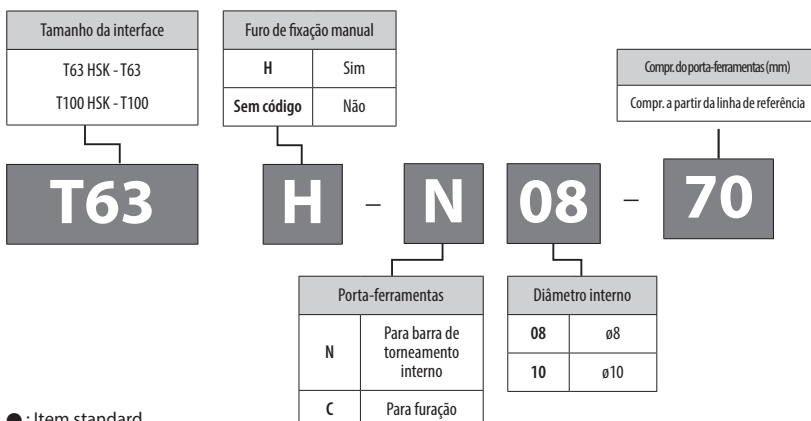 Tamanho da interface
T63 HSK - T63
T100 HSK - T100
Furo de fixação manual
H Sim
Sem código Não
Compr. do porta-ferramentas (mm)
Compr. a partir da linha de referência
T63 H – N 08 – 70
Porta-ferramentas
N Para barra de
torneamento
interno
C Para furação
Diâmetro interno
08 ø8
10 ø10
● : Item standard